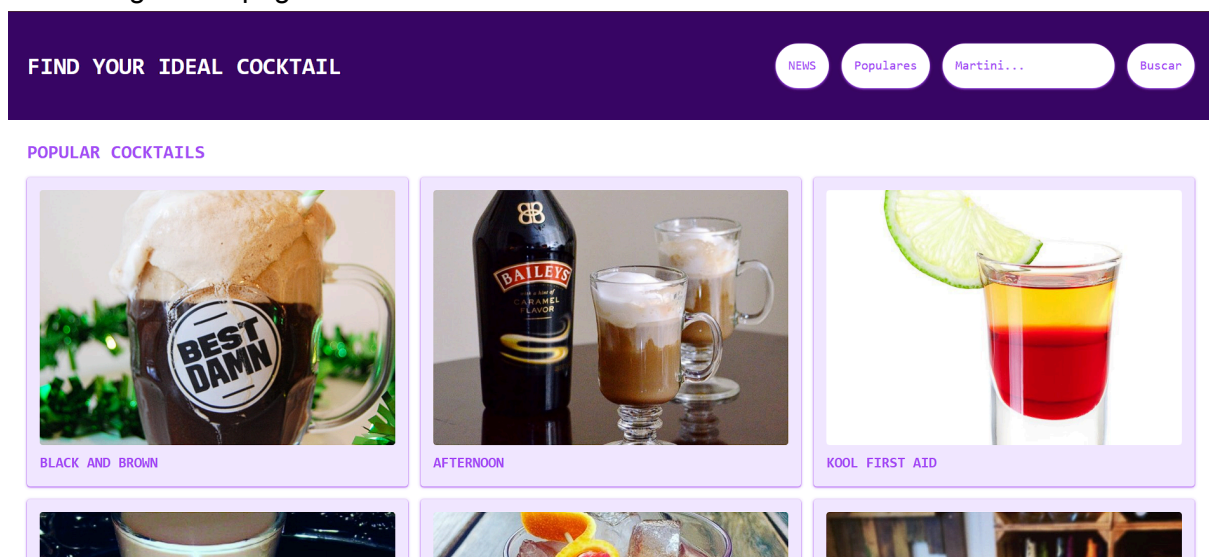 FIND YOUR IDEAL COCKTAIL
NEWS
Populares
Martini...
Buscar
POPULAR COCKTAILS
BEST
DAMN
BAILEYS
CARAMEL
FLAVOR
BLACK AND BROWN
AFTERNOON
KOOL FIRST AID